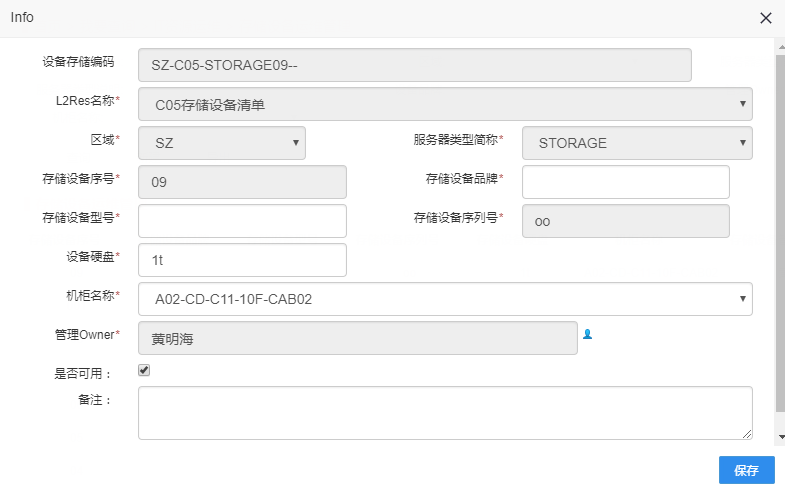 Info
设备存储编码 SZ-C05-STORAGE09--
L2Res名称* C05存储设备清单
区域* SZ 服务器类型简称* STORAGE
存储设备序号* 09 存储设备品牌*
存储设备型号* 存储设备序列号* oo
设备硬盘* 1t
机柜名称* A02-CD-C11-10F-CAB02
管理Owner* 黄明海
是否可用：
备注：
保存